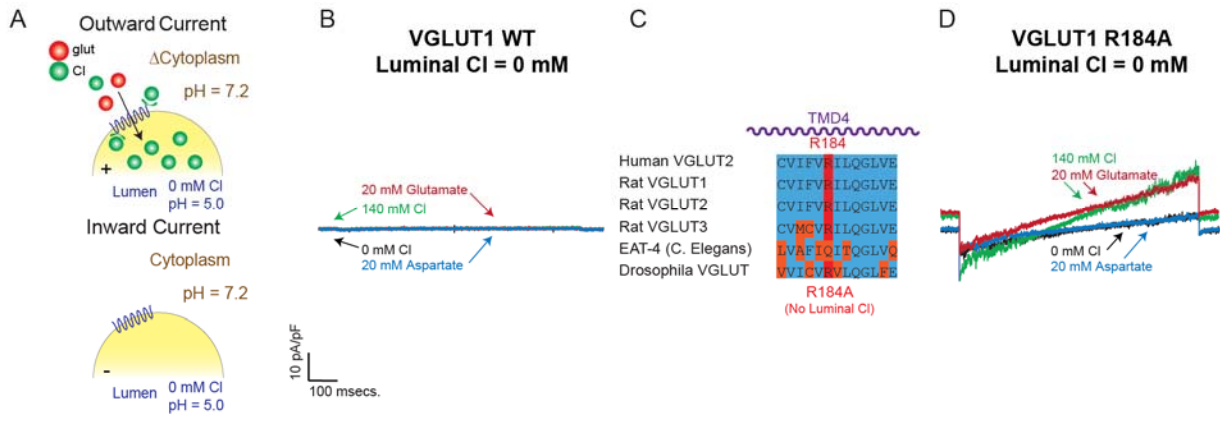 A
Outward Current
glut
Cl
ΔCytoplasm
pH = 7.2
+
Lumen
0 mM Cl
pH = 5.0
Inward Current
Cytoplasm
pH = 7.2
-
Lumen
0 mM Cl
pH = 5.0
B
VGLUT1 WT
Luminal Cl = 0 mM
20 mM Glutamate
140 mM Cl
0 mM Cl
20 mM Aspartate
10 pA/pF
100 msecs.
C
TMD4
R184
Human VGLUT2 CVIFVRILQGLVE
Rat VGLUT1 CVIFVRILQGLVE
Rat VGLUT2 CVIFVRILQGLVE
Rat VGLUT3 CVMCVRILQGLVE
EAT-4 (C. Elegans) LVAFIQITQGLVQ
Drosophila VGLUT VVICVRVLQGLFE
R184A
(No Luminal Cl)
D
VGLUT1 R184A
Luminal Cl = 0 mM
140 mM Cl
20 mM Glutamate
0 mM Cl
20 mM Aspartate